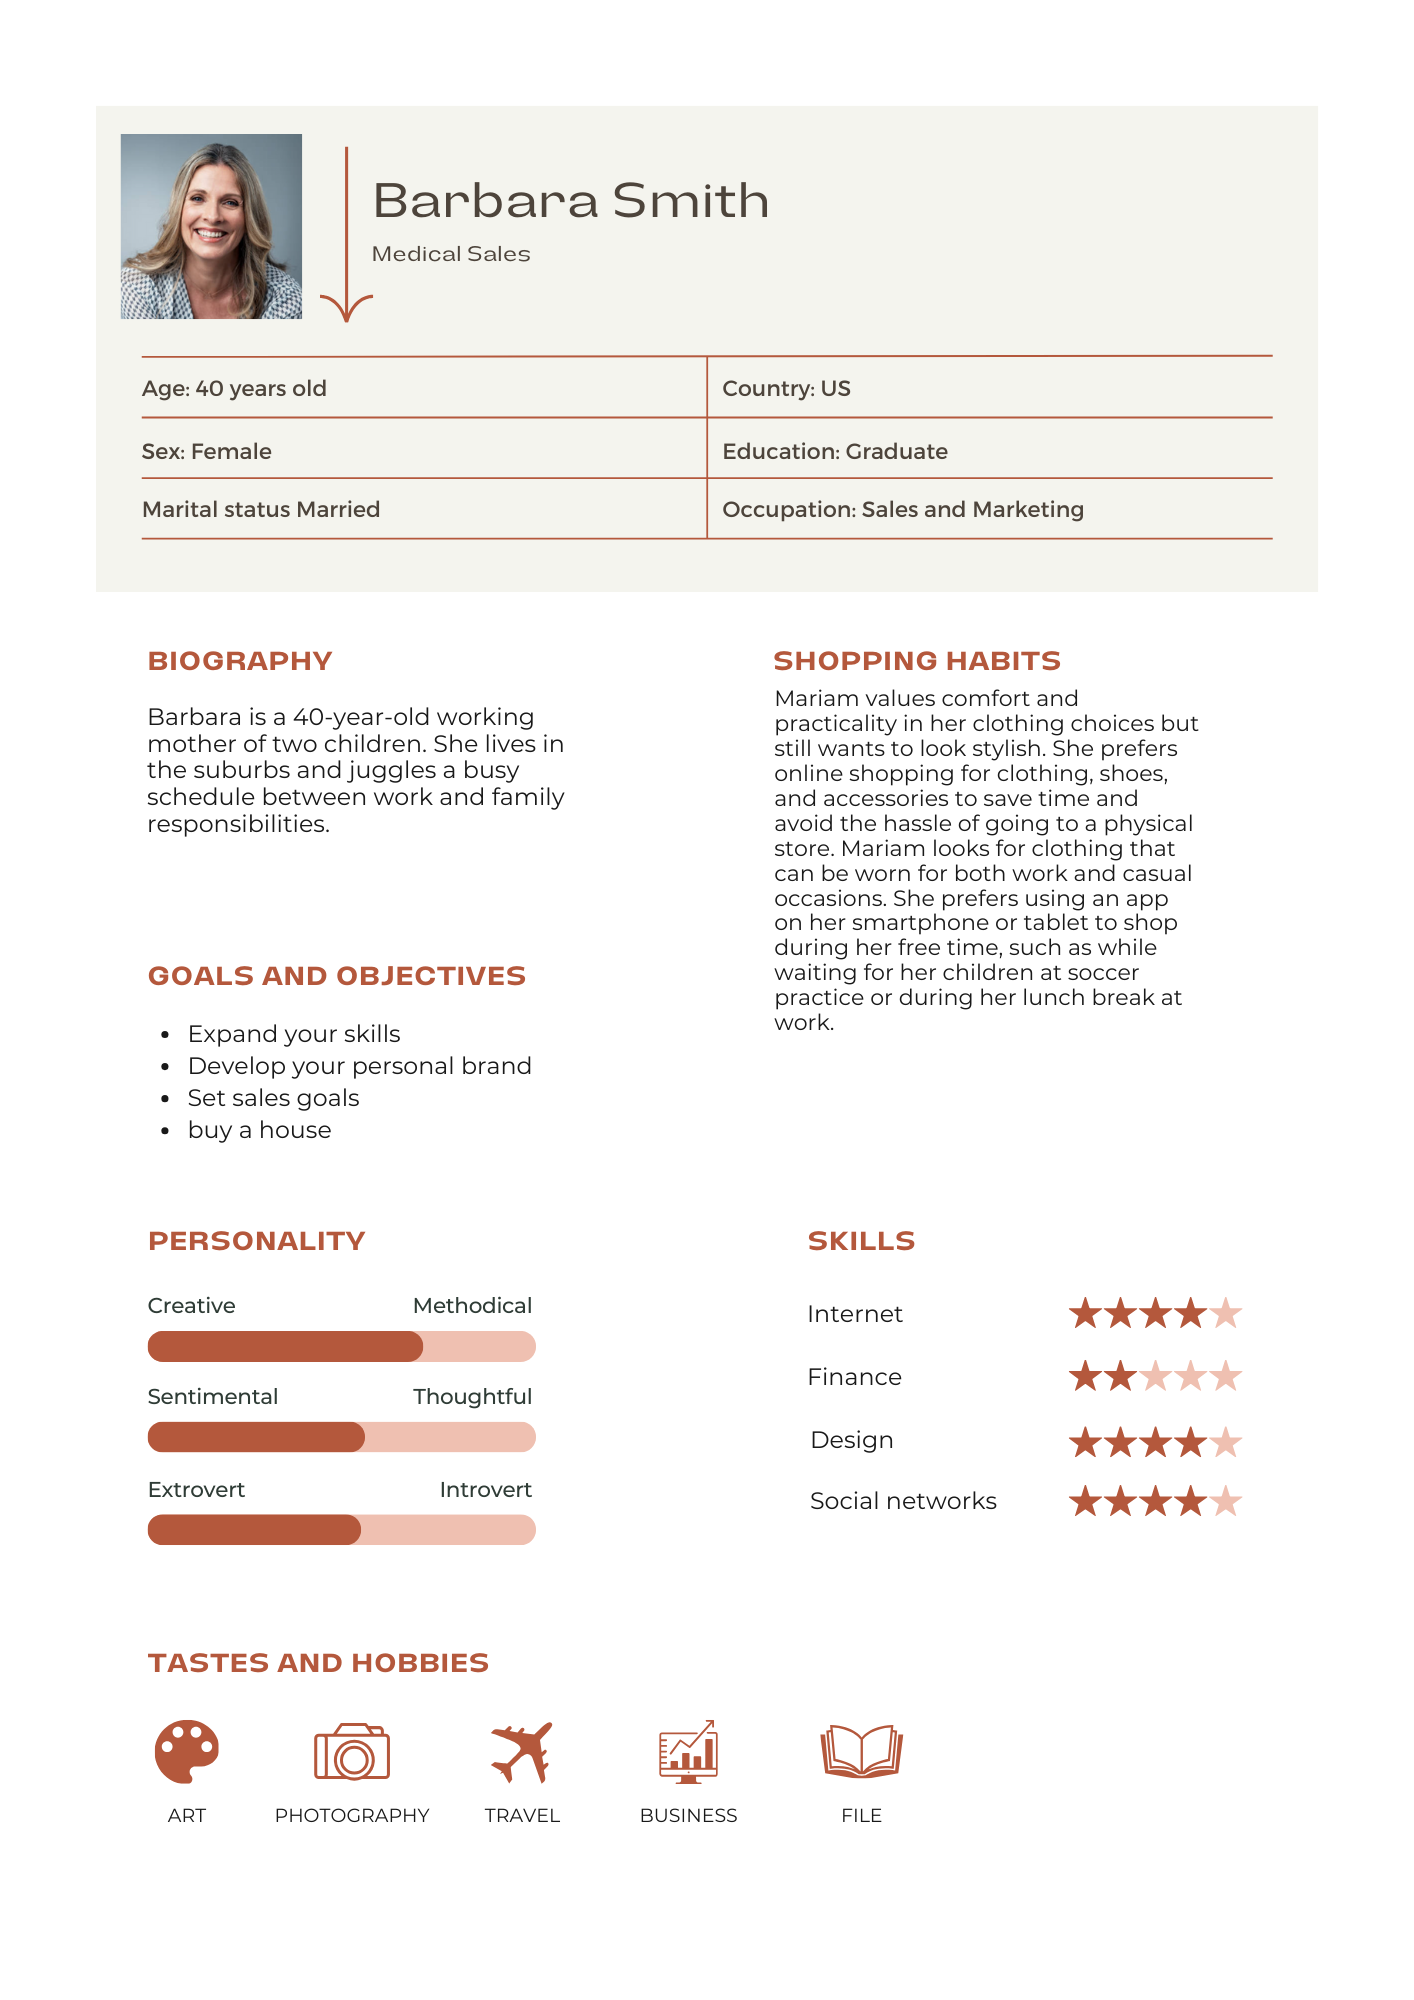 Barbara Smith
Medical Sales
Age: 40 years old
Country: US
Sex: Female
Education: Graduate
Marital status Married
Occupation: Sales and Marketing
BIOGRAPHY
Barbara is a 40-year-old working
mother of two children. She lives in
the suburbs and juggles a busy
schedule between work and family
responsibilities.
SHOPPING HABITS
Mariam values comfort and
practicality in her clothing choices but
still wants to look stylish. She prefers
online shopping for clothing, shoes,
and accessories to save time and
avoid the hassle of going to a physical
store. Mariam looks for clothing that
can be worn for both work and casual
occasions. She prefers using an app
on her smartphone or tablet to shop
during her free time, such as while
waiting for her children at soccer
practice or during her lunch break at
work.
GOALS AND OBJECTIVES
• Expand your skills
• Develop your personal brand
• Set sales goals
• buy a house
PERSONALITY
Creative Methodical
Sentimental Thoughtful
Extrovert Introvert
SKILLS
Internet
Finance
Design
Social networks
TASTES AND HOBBIES
ART
PHOTOGRAPHY
TRAVEL
BUSINESS
FILE